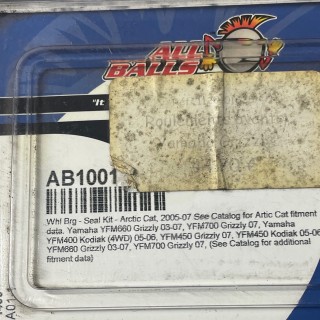 ALL
BALLS
"It
AB1001
Whl Brg - Seal Kit - Arctic Cat, 2005-07 See Catalog for Artic Cat fitment
data. Yamaha YFM660 Grizzly 03-07, YFM700 Grizzly 07, Yamaha
YFM400 Kodiak (4WD) 05-06, YFM450 Grizzly 07, YFM450 Kodiak 05-06
YFM660 Grizzly 03-07, YFM700 Grizzly 07, (See Catalog for additional
fitment data)